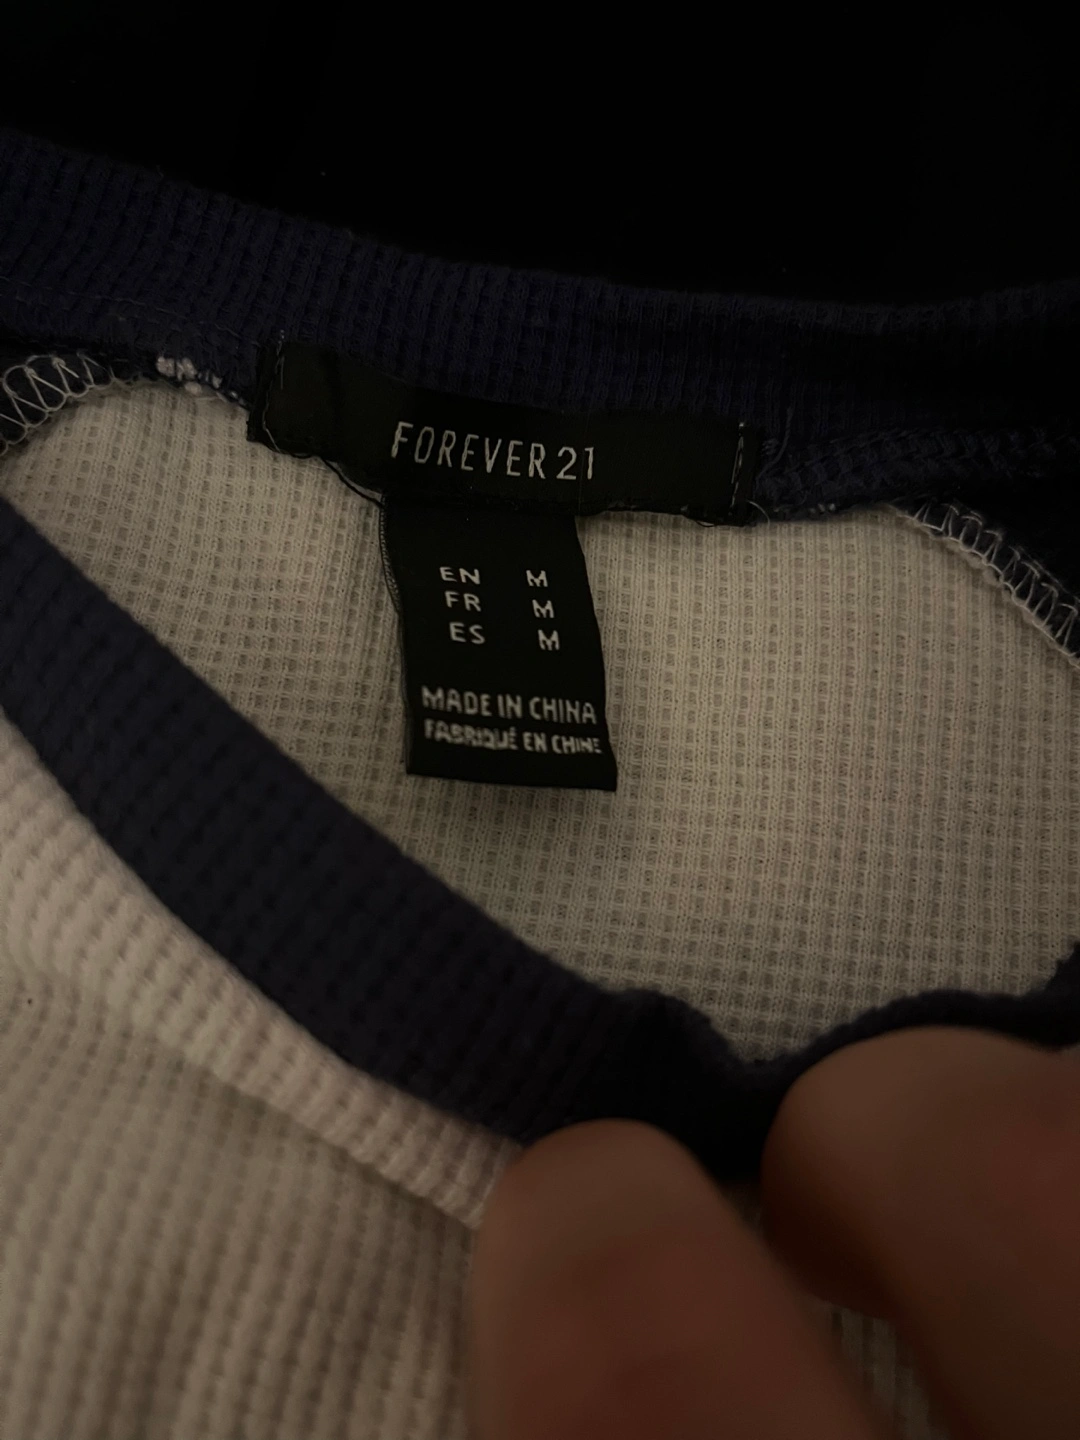 FOREVER 21
EN M
FR M
ES M
MADE IN CHINA
FABRIQUÉ EN CHINE